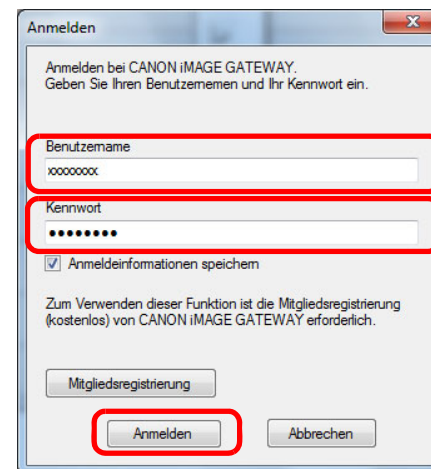 Anmelden
Anmelden bei CANON iMAGE GATEWAY.
Geben Sie Ihren Benutzernemen und Ihr Kennwort ein.
Benutzername
xxxxxxxx
Kennwort
●●●●●●●●
Anmeldeinformationen speichern
Zum Verwenden dieser Funktion ist die Mitgliedsregistrierung
(kostenlos) von CANON iMAGE GATEWAY erforderlich.
Mitgliedsregistrierung
Anmelden Abbrechen